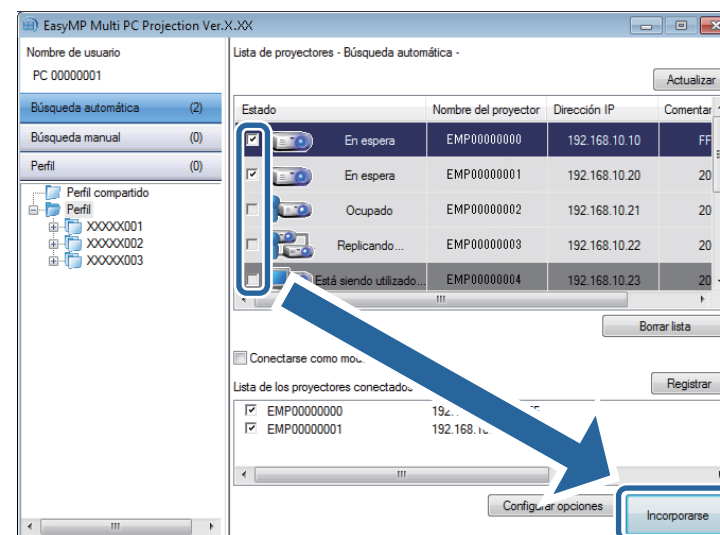 EasyMP Multi PC Projection Ver.X.XX
Nombre de usuario
PC 00000001
Búsqueda automática (2)
Búsqueda manual (0)
Perfil (0)
Perfil compartido
Perfil
XXXXX001
XXXXX002
XXXXX003
Lista de proyectores - Búsqueda automática -
Actualizar
Estado Nombre del proyector Dirección IP Comentar
En espera EMP00000000 192.168.10.10 FF
En espera EMP00000001 192.168.10.20 20
Ocupado EMP00000002 192.168.10.21 20
Replicando... EMP00000003 192.168.10.22 20
Está siendo utilizado... EMP00000004 192.168.10.23 20
Borrar lista
Conectarse como
Lista de los proyectores conectados
Registrar
EMP00000000 192.
EMP00000001 192.168.
Configurar opciones
Incorporarse